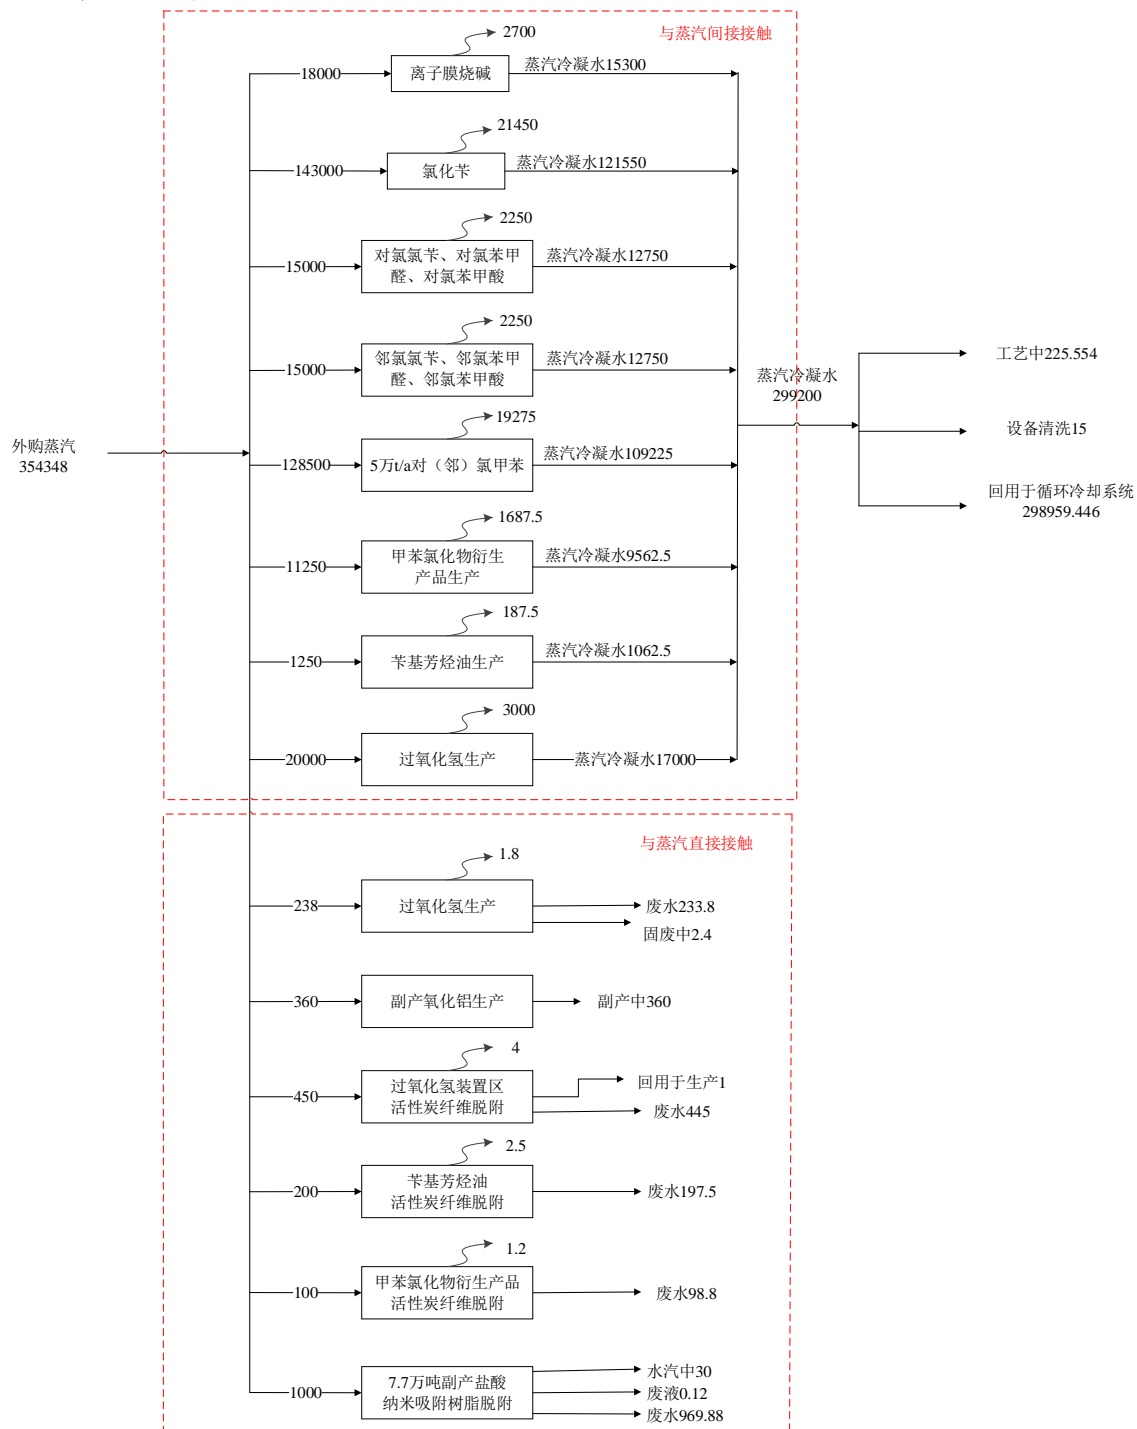 与蒸汽间接接触
2700
18000
离子膜烧碱
蒸汽冷凝水15300
21450
143000
氯化苄
蒸汽冷凝水121550
2250
15000
对氯氯苄、对氯苯甲
醛、对氯苯甲酸
蒸汽冷凝水12750
2250
15000
邻氯氯苄、邻氯苯甲
醛、邻氯苯甲酸
蒸汽冷凝水12750
蒸汽冷凝水
299200
工艺中225.554
设备清洗15
回用于循环冷却系统
298959.446
外购蒸汽
354348
19275
128500
5万t/a对（邻）氯甲苯
蒸汽冷凝水109225
1687.5
11250
甲苯氯化物衍生
产品生产
蒸汽冷凝水9562.5
187.5
1250
苄基芳烃油生产
蒸汽冷凝水1062.5
3000
20000
过氧化氢生产
蒸汽冷凝水17000
与蒸汽直接接触
1.8
238
过氧化氢生产
废水233.8
固废中2.4
360
副产氧化铝生产
副产中360
4
450
过氧化氢装置区
活性炭纤维脱附
回用于生产1
废水445
2.5
200
苄基芳烃油
活性炭纤维脱附
废水197.5
1.2
100
甲苯氯化物衍生产品
活性炭纤维脱附
废水98.8
1000
7.7万吨副产盐酸
纳米吸附树脂脱附
水汽中30
废液0.12
废水969.88